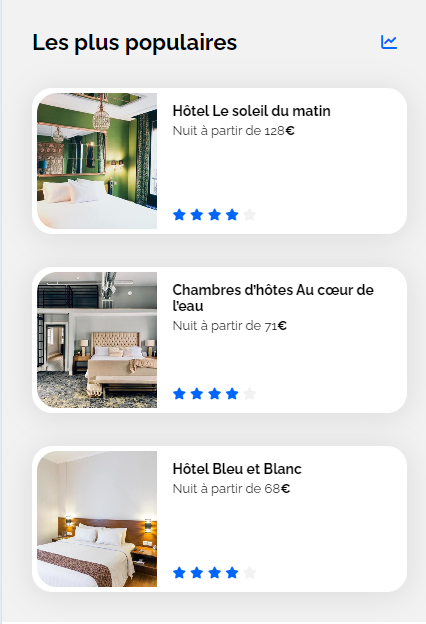 Les plus populaires
Hôtel Le soleil du matin
Nuit à partir de 128€
Chambres d'hôtes Au cœur de
l'eau
Nuit à partir de 71€
Hôtel Bleu et Blanc
Nuit à partir de 68€